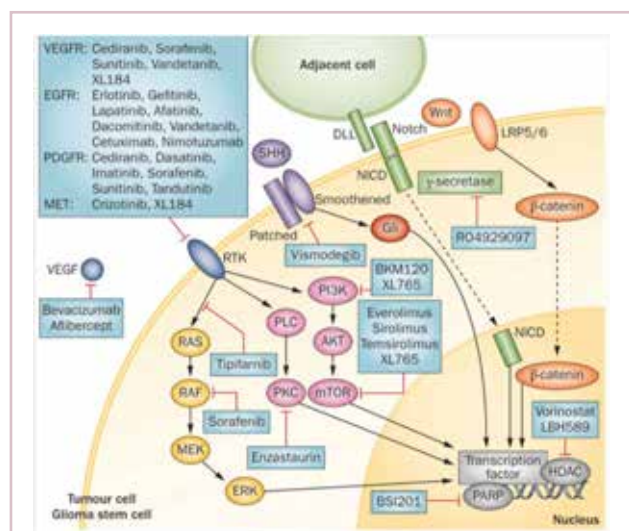 VEGFR: Cediranib, Sorafenib,
Sunitinib, Vandetanib,
XL184
EGFR: Erlotinib, Gefitinib,
Lapatinib, Afatinib,
Dacomitinib, Vandetanib,
Cetuximab, Nimotuzumab
PDGFR: Cediranib, Dasatinib,
Imatinib, Sorafenib,
Sunitinib, Tandutinib
MET: Crizotinib, XL184
Adjacent cell
DLL
Notch
NICD
Wnt
LRP5/6
SHH
Smoothened
Patched
Vismodegib
Gli
γ-secretase
RO4929097
β-catenin
VEGF
Bevacizumab
Aflibercept
RTK
PI3K
BKM120
XL765
PLC
AKT
Everolimus
Sirolimus
Temsirolimus
XL765
RAS
Tipifarnib
RAF
Sorafenib
PKC
mTOR
Enzastaurin
MEK
ERK
NICD
β-catenin
Vorinostat
LBH589
Transcription
factor
HDAC
BSI201
PARP
Tumour cell
Glioma stem cell
Nucleus